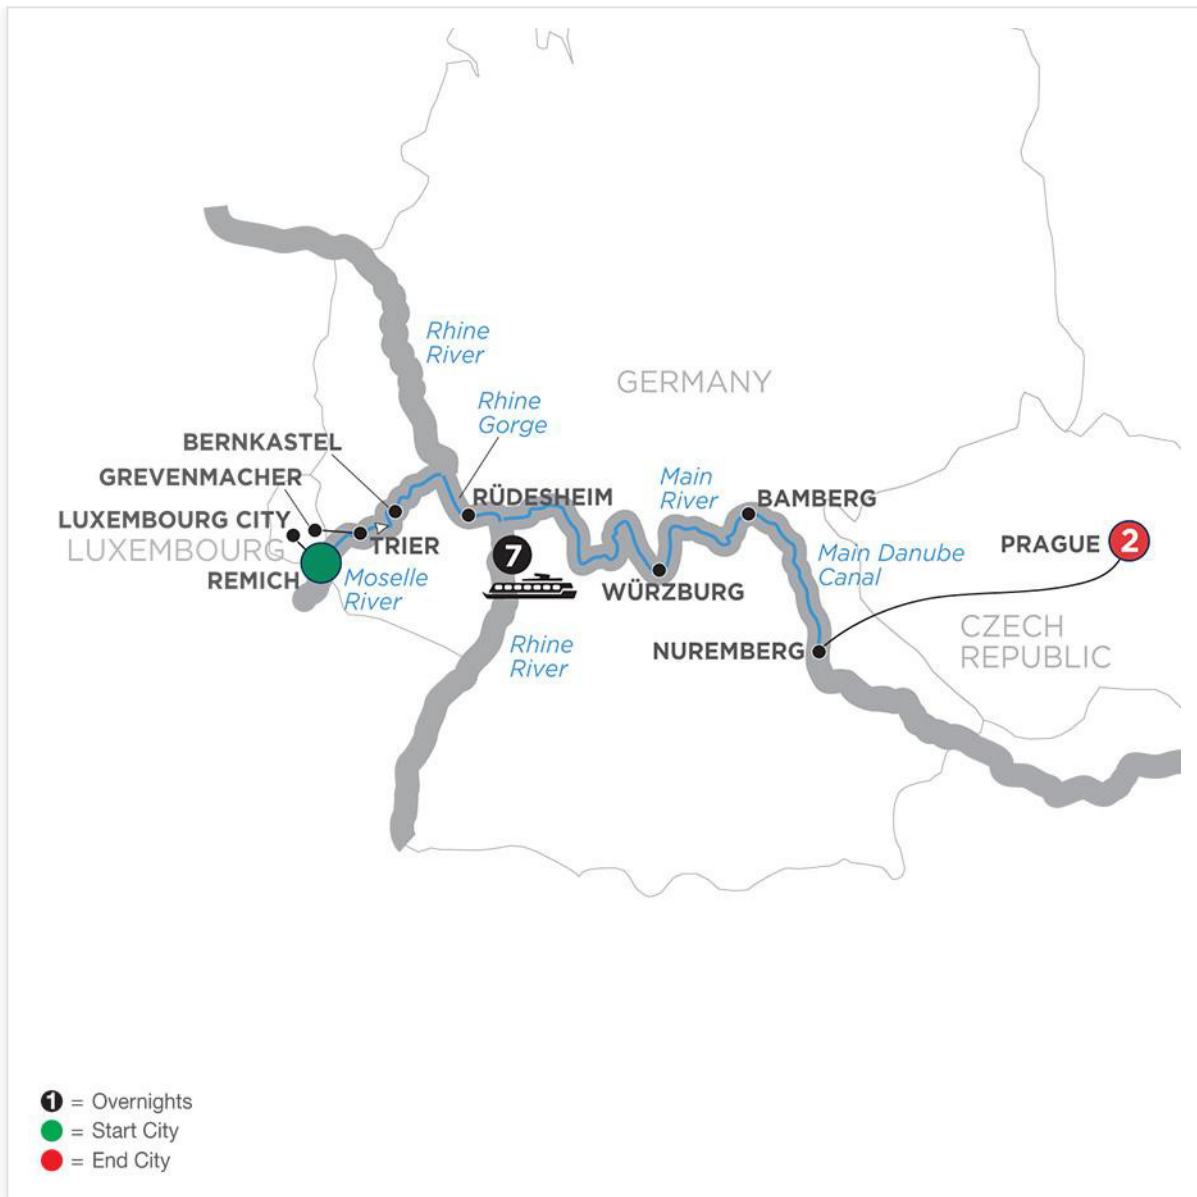 Rhine
River
GERMANY
Rhine
Gorge
BERNKASTEL
GREVENMACHER
RÜDESHEIM
Main
River
BAMBERG
LUXEMBOURG CITY
LUXEMBOURG
TRIER
REMICH
Moselle
River
7
WÜRZBURG
Main Danube
Canal
PRAGUE 2
Rhine
River
NUREMBERG
CZECH
REPUBLIC
1 = Overnights
= Start City
= End City